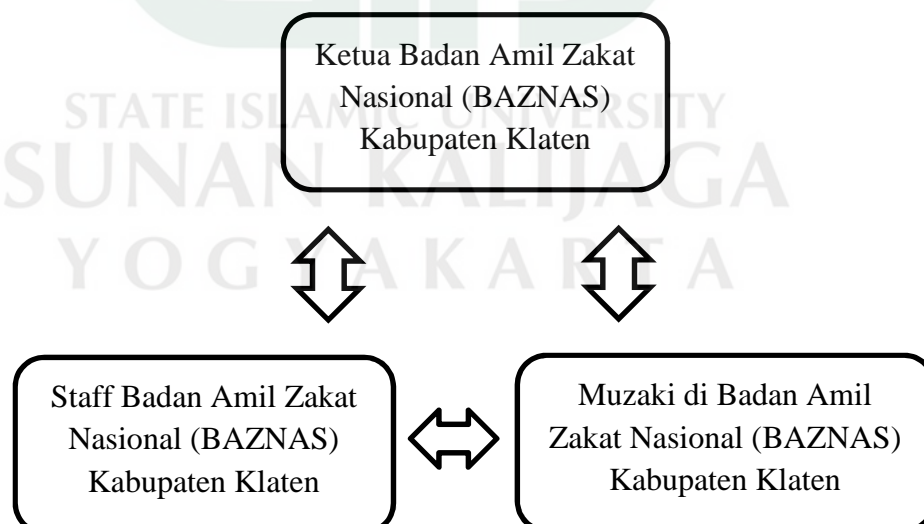 Ketua Badan Amil Zakat
Nasional (BAZNAS)
Kabupaten Klaten
STATE ISLAMIC UNIVERSITY
SUNAN KALIJAGA
YOGYAKARTA
Staff Badan Amil Zakat
Nasional (BAZNAS)
Kabupaten Klaten
Muzaki di Badan Amil
Zakat Nasional (BAZNAS)
Kabupaten Klaten